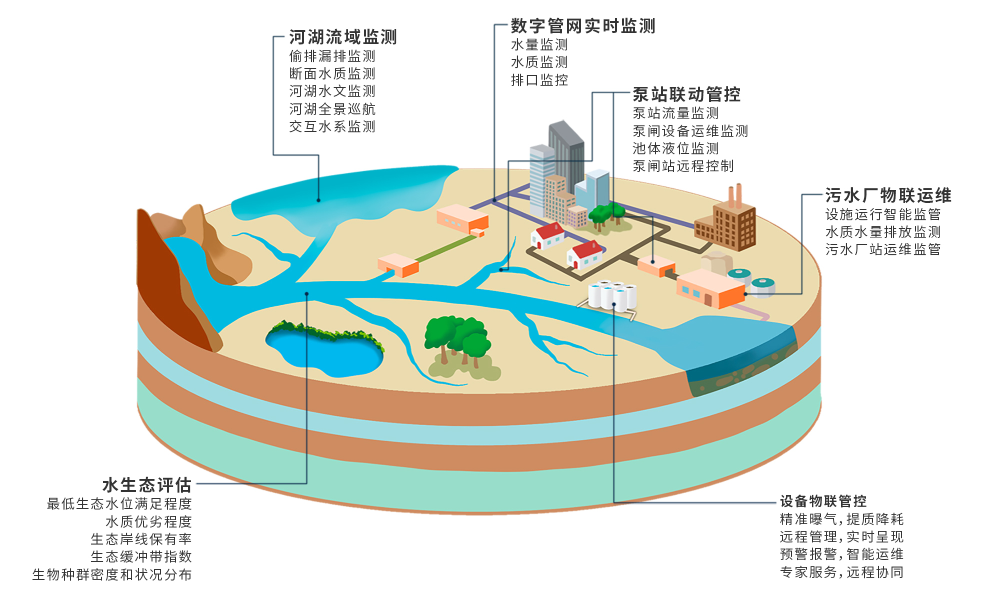 河湖流域监测
偷排漏排监测
断面水质监测
河湖水文监测
河湖全景巡航
交互水系监测
数字管网实时监测
水量监测
水质监测
排口监控
泵站联动管控
泵站流量监测
泵闸设备运维监测
池体液位监测
泵闸站远程控制
污水厂物联运维
设施运行智能监管
水质水量排放监测
污水厂站运维监管
水生态评估
最低生态水位满足程度
水质优劣程度
生态岸线保有率
生态缓冲带指数
生物种群密度和状况分布
设备物联管控
精准曝气，提质降耗
远程管理，实时呈现
预警报警，智能运维
专家服务，远程协同